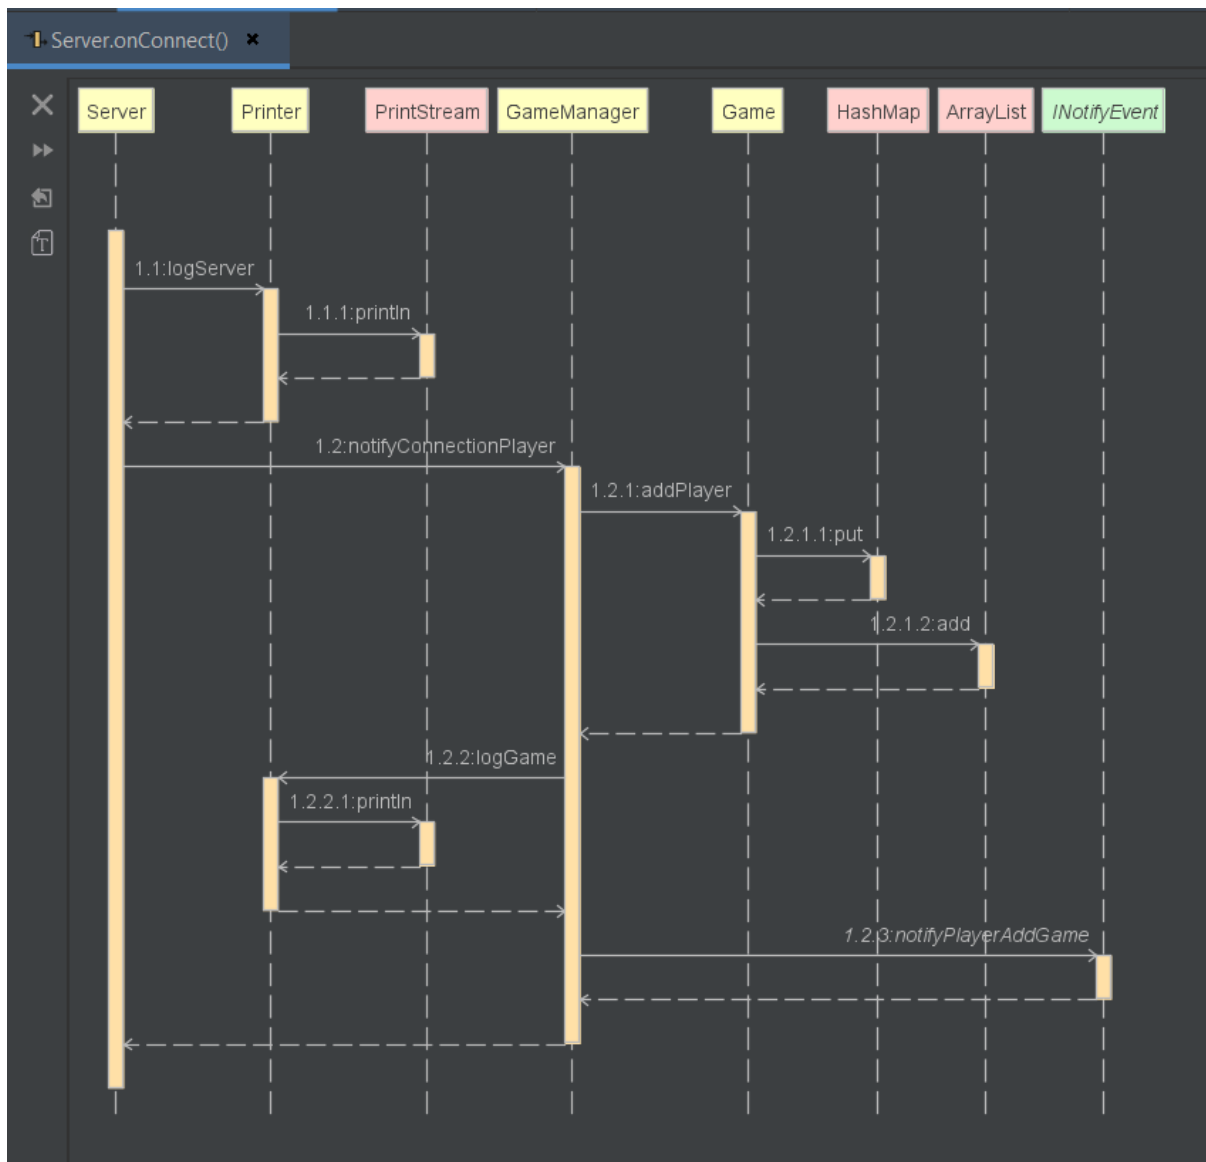 Server.onConnect()
Server Printer PrintStream GameManager Game HashMap ArrayList INotifyEvent
1.1:logServer
1.1.1:println
1.2:notifyConnectionPlayer
1.2.1:addPlayer
1.2.1.1:put
1.2.1.2:add
1.2.2:logGame
1.2.2.1:println
1.2.3:notifyPlayerAddGame